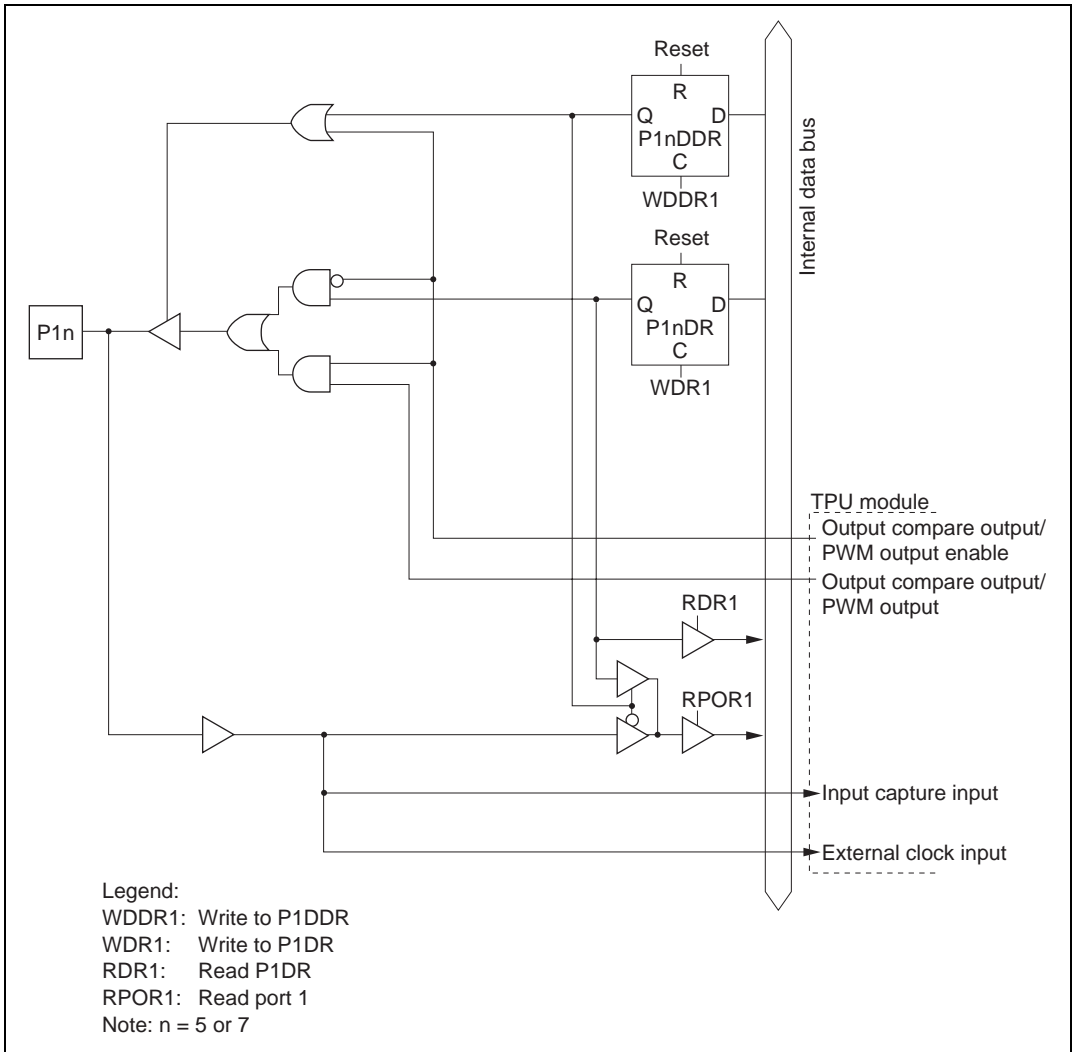 Reset
R
Q D
P1nDDR
C
WDDR1
Internal data bus
Reset
R
Q D
P1nDR
C
WDR1
P1n
TPU module
Output compare output/
PWM output enable
Output compare output/
PWM output
RDR1
RPOR1
Input capture input
External clock input
Legend:
WDDR1: Write to P1DDR
WDR1: Write to P1DR
RDR1: Read P1DR
RPOR1: Read port 1
Note: n = 5 or 7